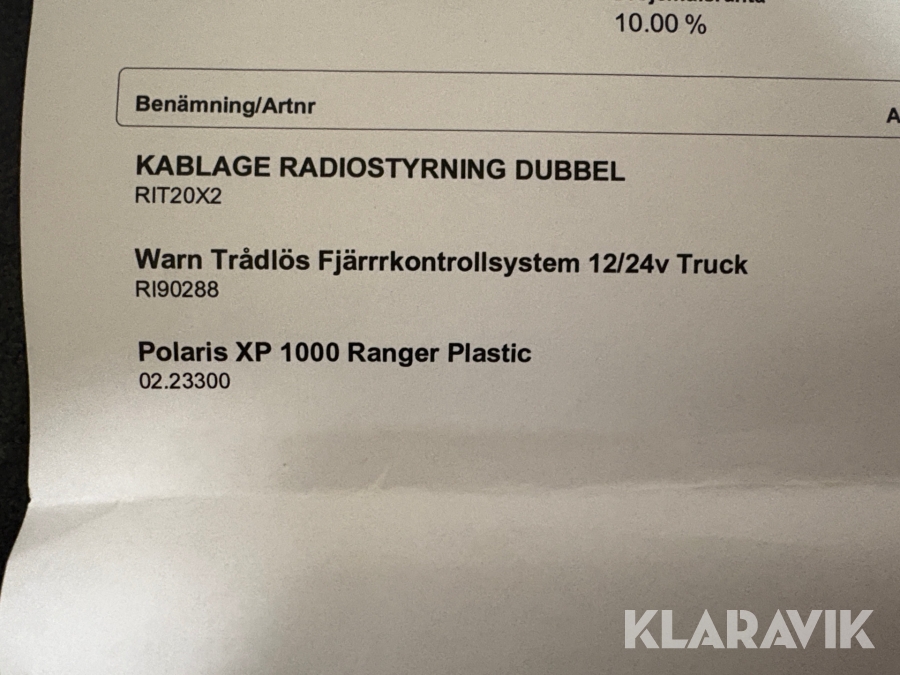 10.00 %
Benämning/Artnr
A
KABLAGE RADIOSTYRNING DUBBEL
RIT20X2
Warn Trådlös Fjärrrkontrollsystem 12/24v Truck
RI90288
Polaris XP 1000 Ranger Plastic
02.23300
KLARAVIK